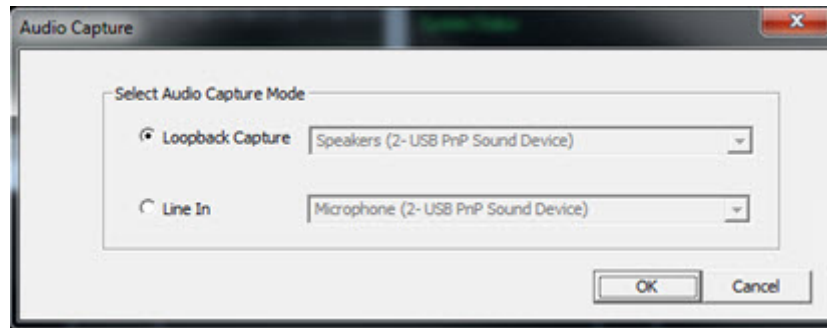 Audio Capture
Select Audio Capture Mode
Loopback Capture Speakers (2- USB PnP Sound Device)
Line In Microphone (2- USB PnP Sound Device)
OK Cancel